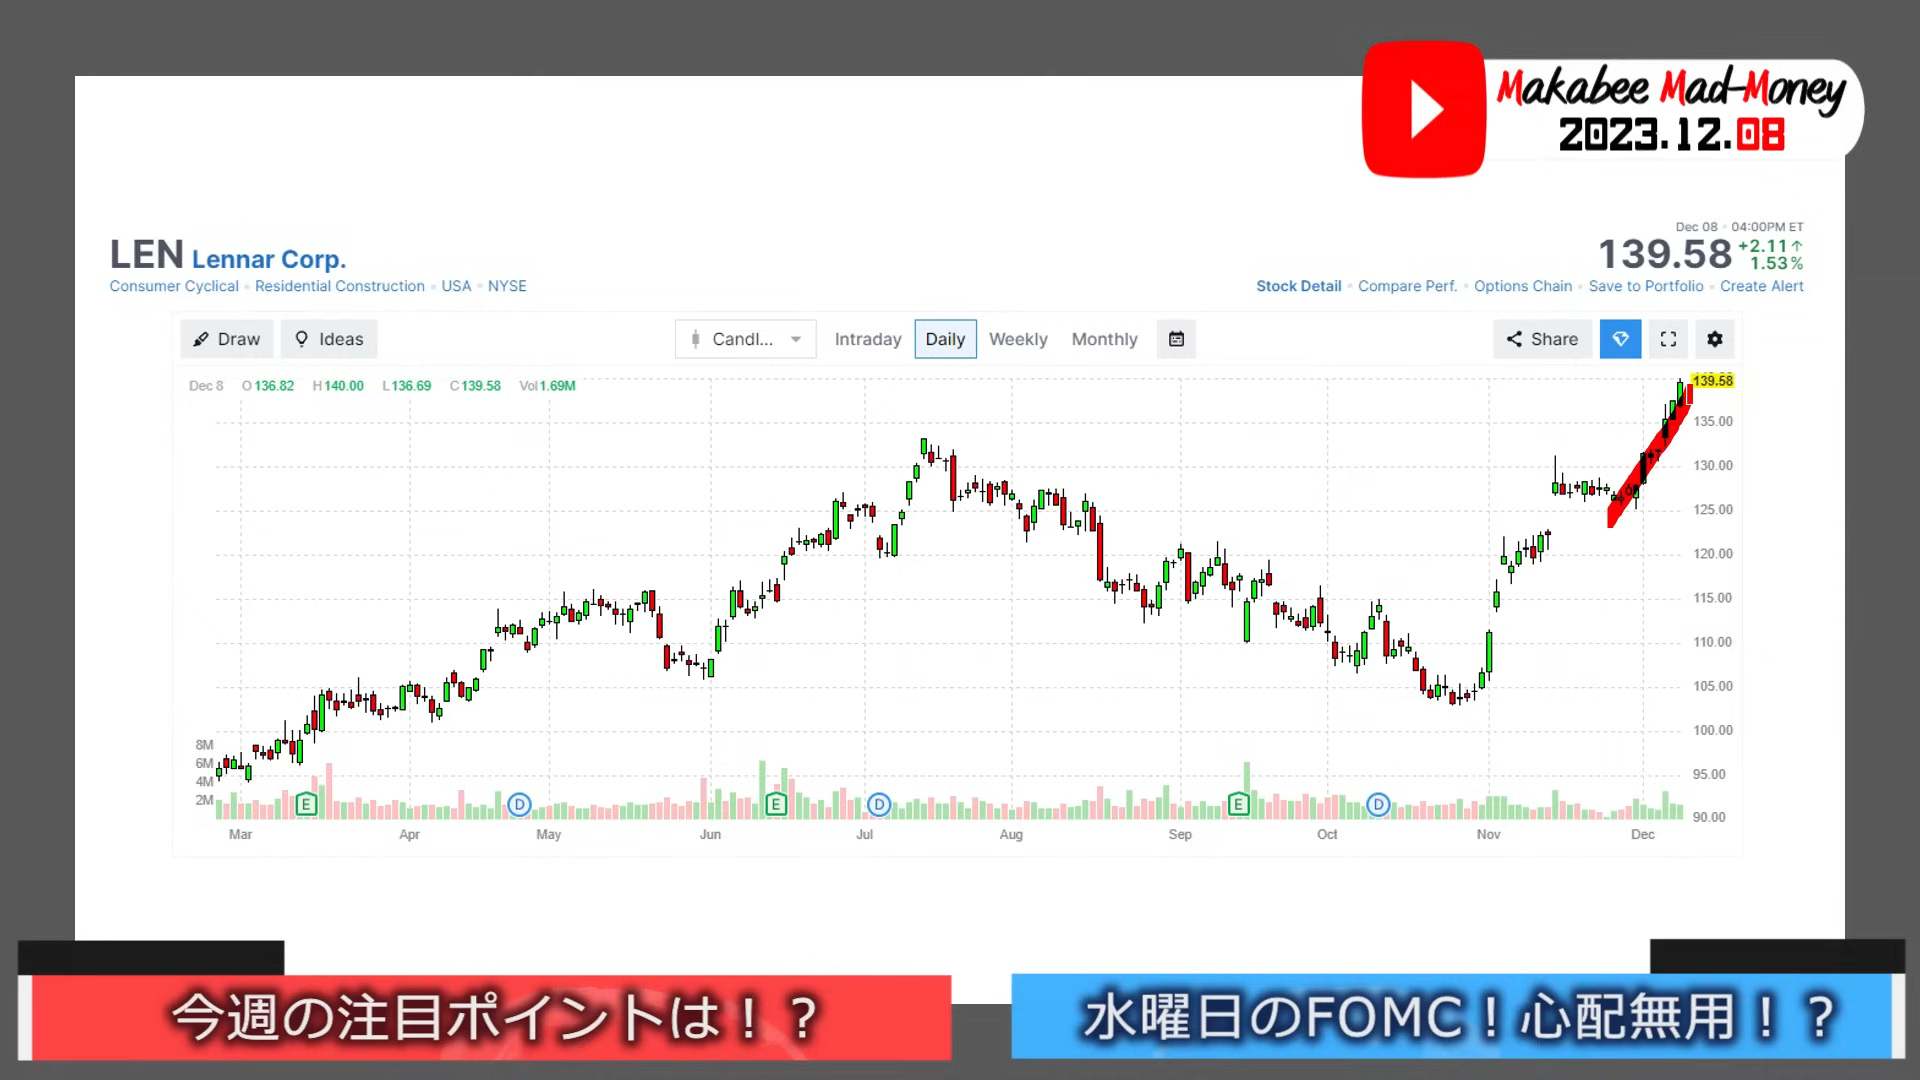 Makabee Mad-Money
2023.12.08
Dec 08 • 04:00PM ET
LEN Lennar Corp.
139.58 +2.11↑
1.53%
Consumer Cyclical • Residential Construction • USA • NYSE
Stock Detail • Compare Perf. • Options Chain • Save to Portfolio • Create Alert
Draw Ideas Candl... Intraday Daily Weekly Monthly Share
Dec 8 O 136.82 H 140.00 L 136.69 C 139.58 Vol 1.69M
139.58
135.00
130.00
125.00
120.00
115.00
110.00
105.00
100.00
95.00
90.00
8M
6M
4M
2M
E D E D E D
Mar Apr May Jun Jul Aug Sep Oct Nov Dec
今週の注目ポイントは！？
水曜日のFOMC！心配無用！？